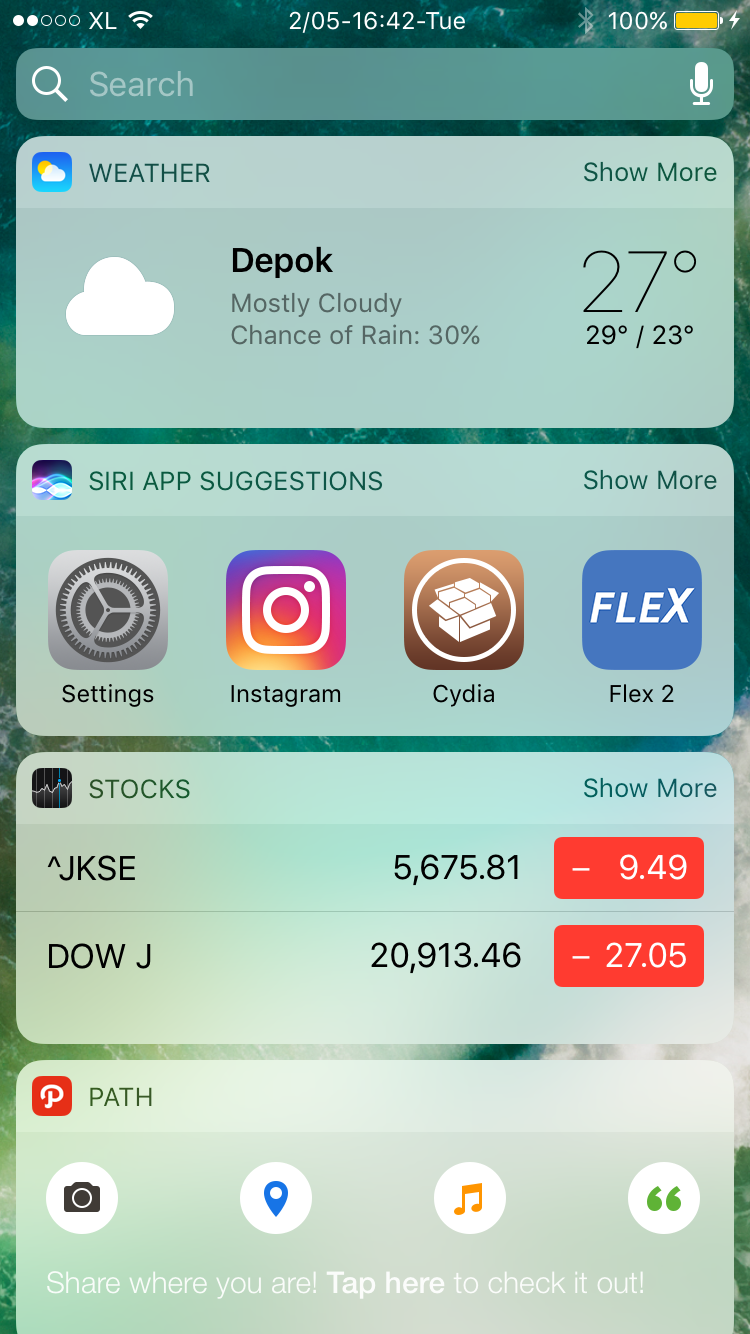 XL 2/05-16:42-Tue 100%
Search
WEATHER Show More
Depok 27°
Mostly Cloudy
Chance of Rain: 30% 29° / 23°
SIRI APP SUGGESTIONS Show More
FLEX
Settings Instagram Cydia Flex 2
STOCKS Show More
^JKSE 5,675.81 – 9.49
DOW J 20,913.46 – 27.05
PATH
Share where you are! Tap here to check it out!